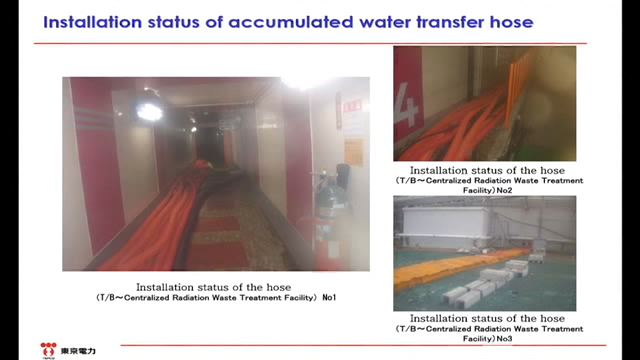 Installation status of accumulated water transfer hose
Installation status of the hose
(T/B~Centralized Radiation Waste Treatment Facility) No1
4
Installation status of the hose
(T/B~Centralized Radiation Waste Treatment
Facility)No2
Installation status of the hose
(T/B~Centralized Radiation Waste Treatment
Facility)No3
TEPCO
東京電力